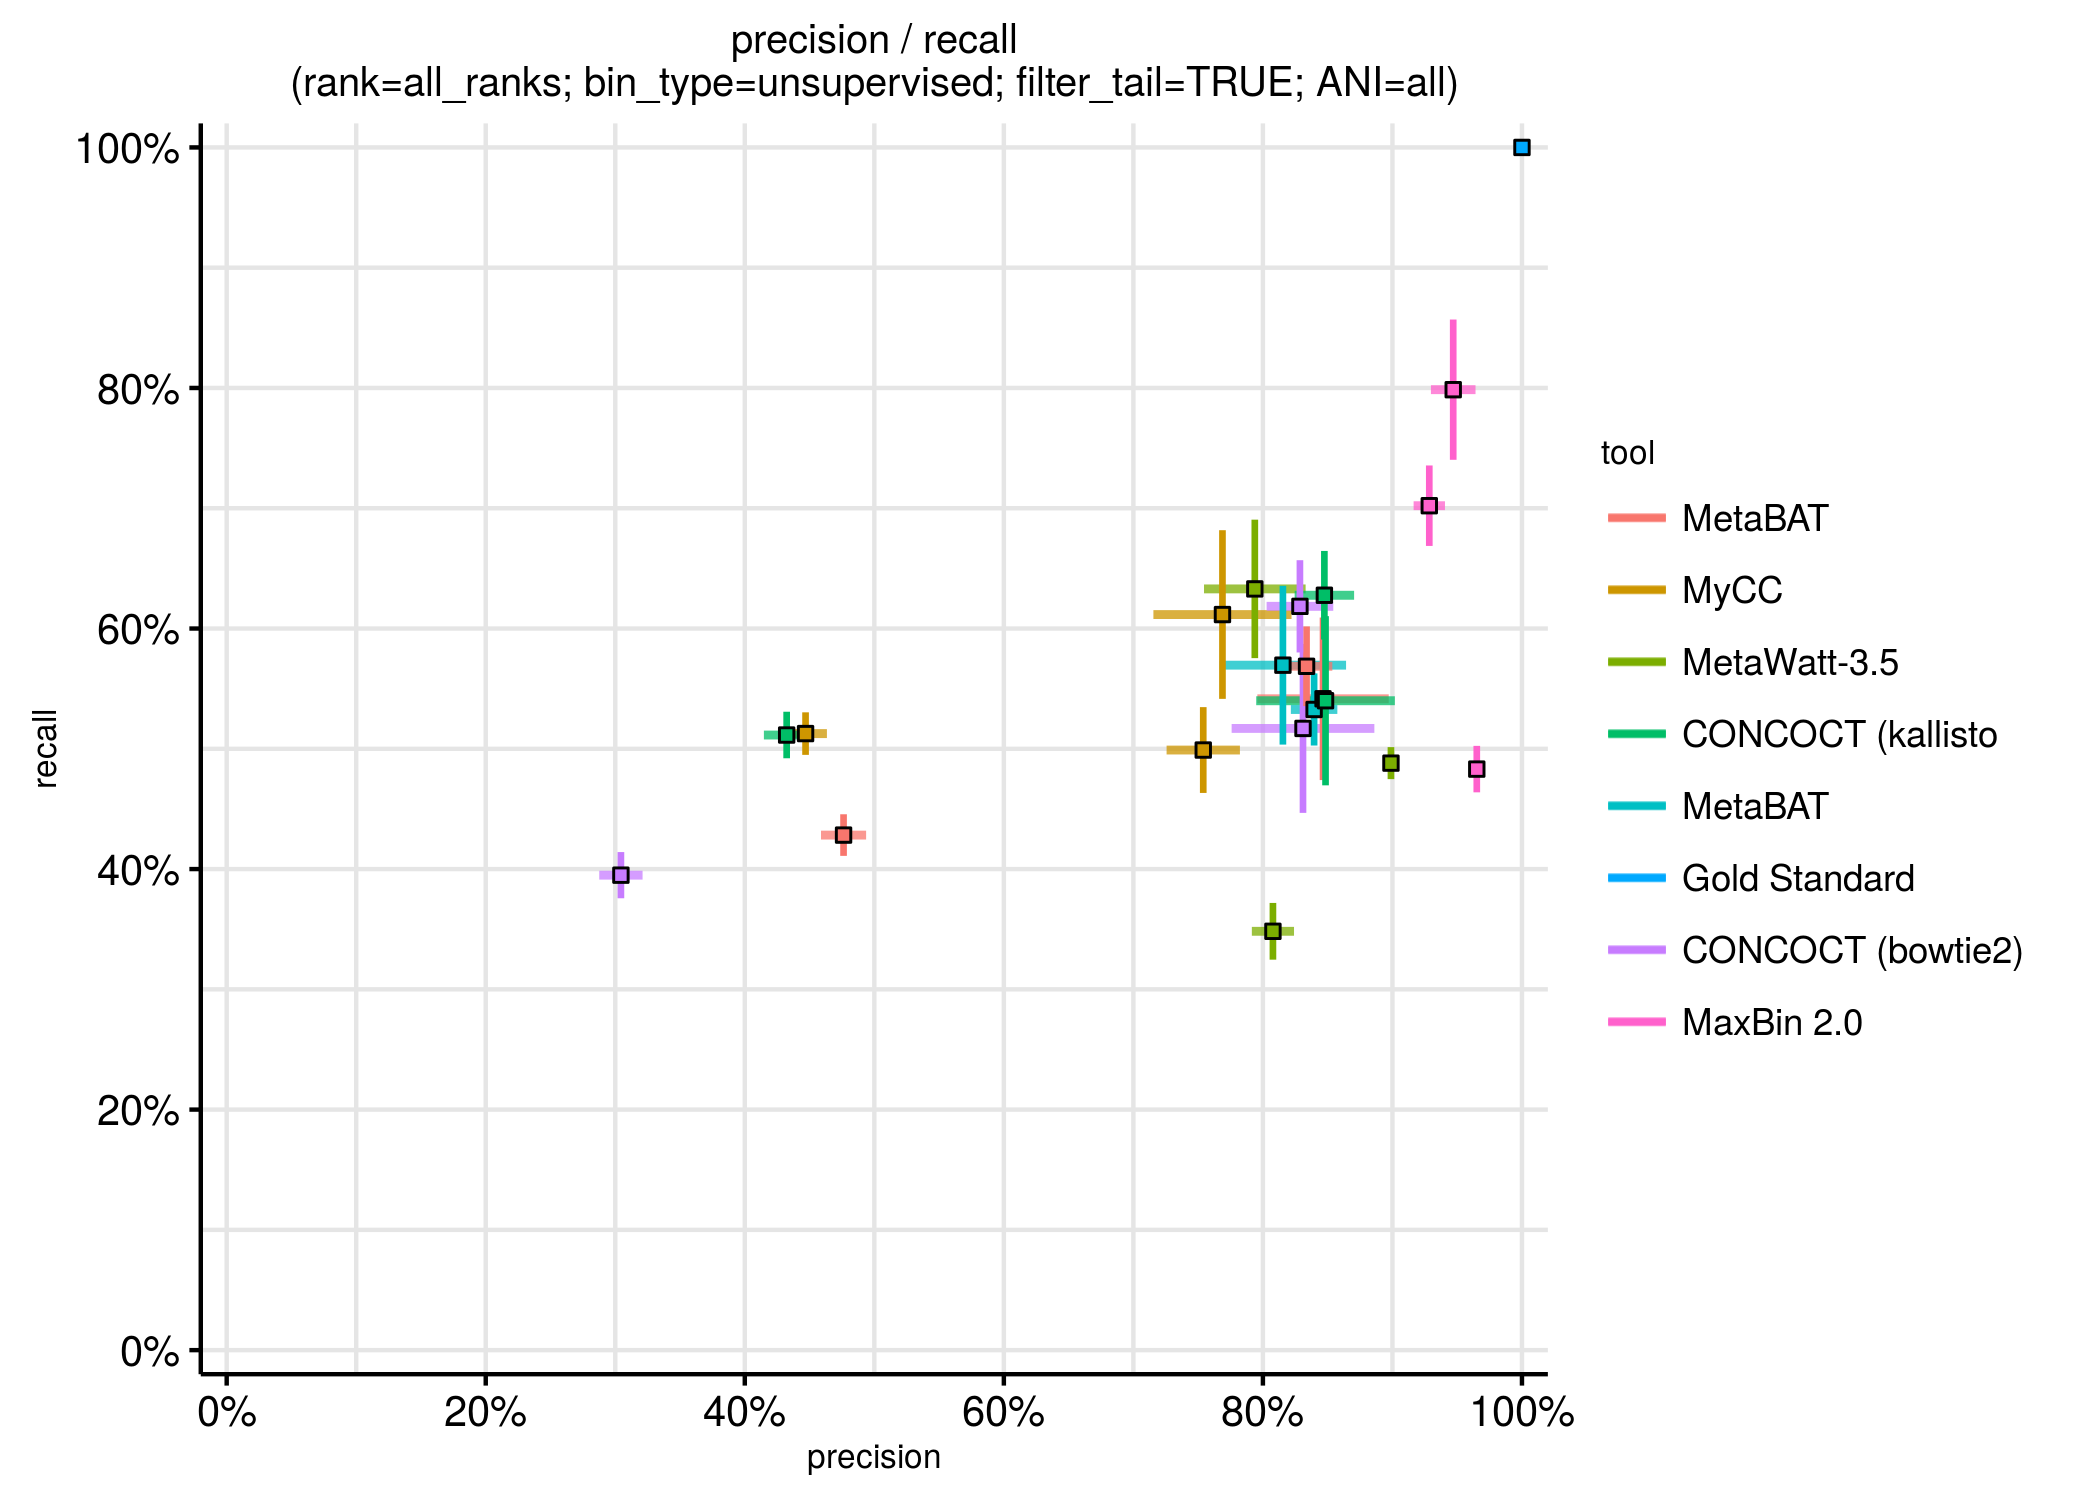 precision / recall
(rank=all_ranks; bin_type=unsupervised; filter_tail=TRUE; ANI=all)
100%
80%
60%
40%
20%
0%
recall
0%
20%
40%
60%
80%
100%
precision
tool
MetaBAT
MyCC
MetaWatt-3.5
CONCOCT (kallisto
MetaBAT
Gold Standard
CONCOCT (bowtie2)
MaxBin 2.0